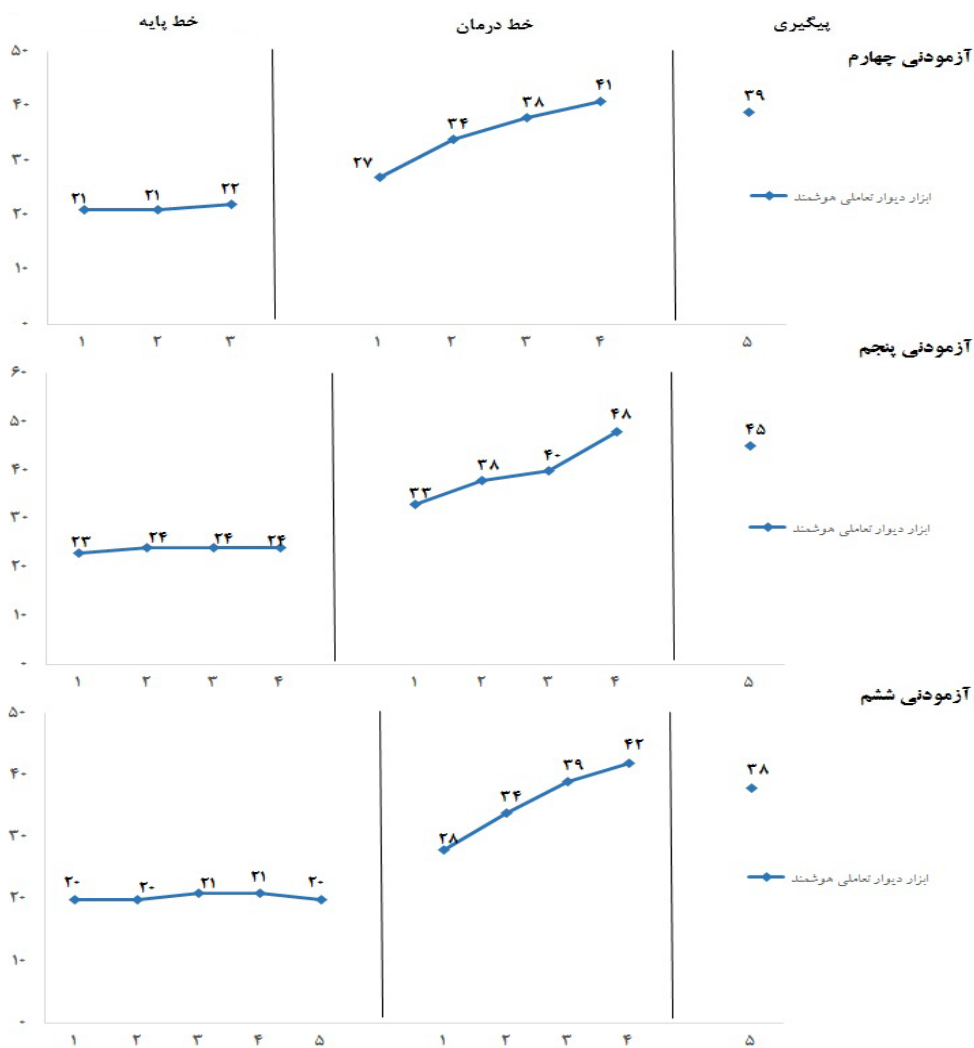 خط پایه
خط درمان
پیگیری
آزمودنی چهارم
۵۰
۴۰
۳۰
۲۰
۱۰
۰
۲۱ ۲۱ ۲۲
۲۷ ۳۴ ۳۸ ۴۱
۳۹
ابزار دیوار تعاملی هوشمند
۱ ۲ ۳ ۱ ۲ ۳ ۴ ۵
آزمودنی پنجم
۶۰
۵۰
۴۰
۳۰
۲۰
۱۰
۰
۲۳ ۲۴ ۲۴ ۲۴
۳۳ ۳۸ ۴۰ ۴۸
۴۵
ابزار دیوار تعاملی هوشمند
۱ ۲ ۳ ۴ ۱ ۲ ۳ ۴ ۵
آزمودنی ششم
۵۰
۴۰
۳۰
۲۰
۱۰
۰
۲۰ ۲۰ ۲۱ ۲۱ ۲۰
۲۸ ۳۴ ۳۹ ۴۲
۳۸
ابزار دیوار تعاملی هوشمند
۱ ۲ ۳ ۴ ۵ ۱ ۲ ۳ ۴ ۵